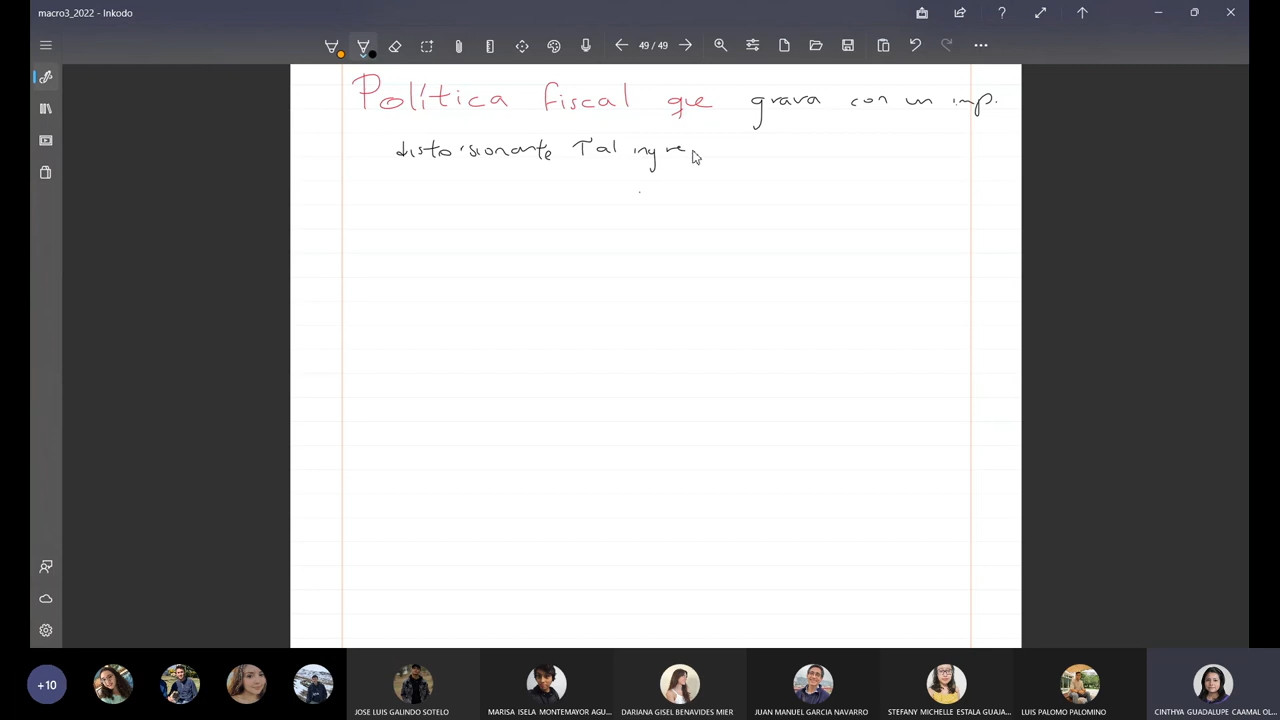 macro3_2022 - Inkodo
49 / 49
Política fiscal que grava con un imp.
distorsionante τ al ingre
+10
JOSE LUIS GALINDO SOTELO
MARISA ISELA MONTEMAYOR AGU...
DARIANA GISEL BENAVIDES MIER
JUAN MANUEL GARCIA NAVARRO
STEFANY MICHELLE ESTALA GUAJA...
LUIS PALOMO PALOMINO
CINTHYA GUADALUPE CAAMAL OL...